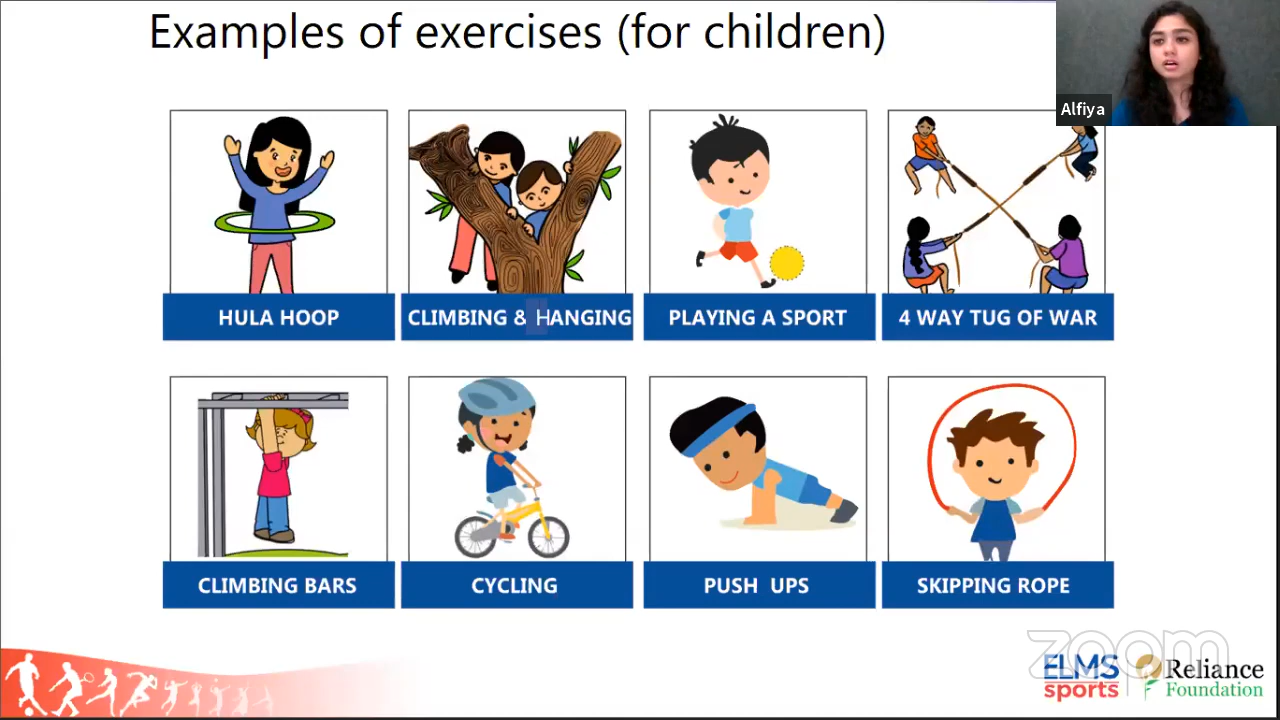 Examples of exercises (for children)
Alfiya
HULA HOOP
CLIMBING & HANGING
PLAYING A SPORT
4 WAY TUG OF WAR
CLIMBING BARS
CYCLING
PUSH UPS
SKIPPING ROPE
zoom
ELMS
sports
Reliance
Foundation